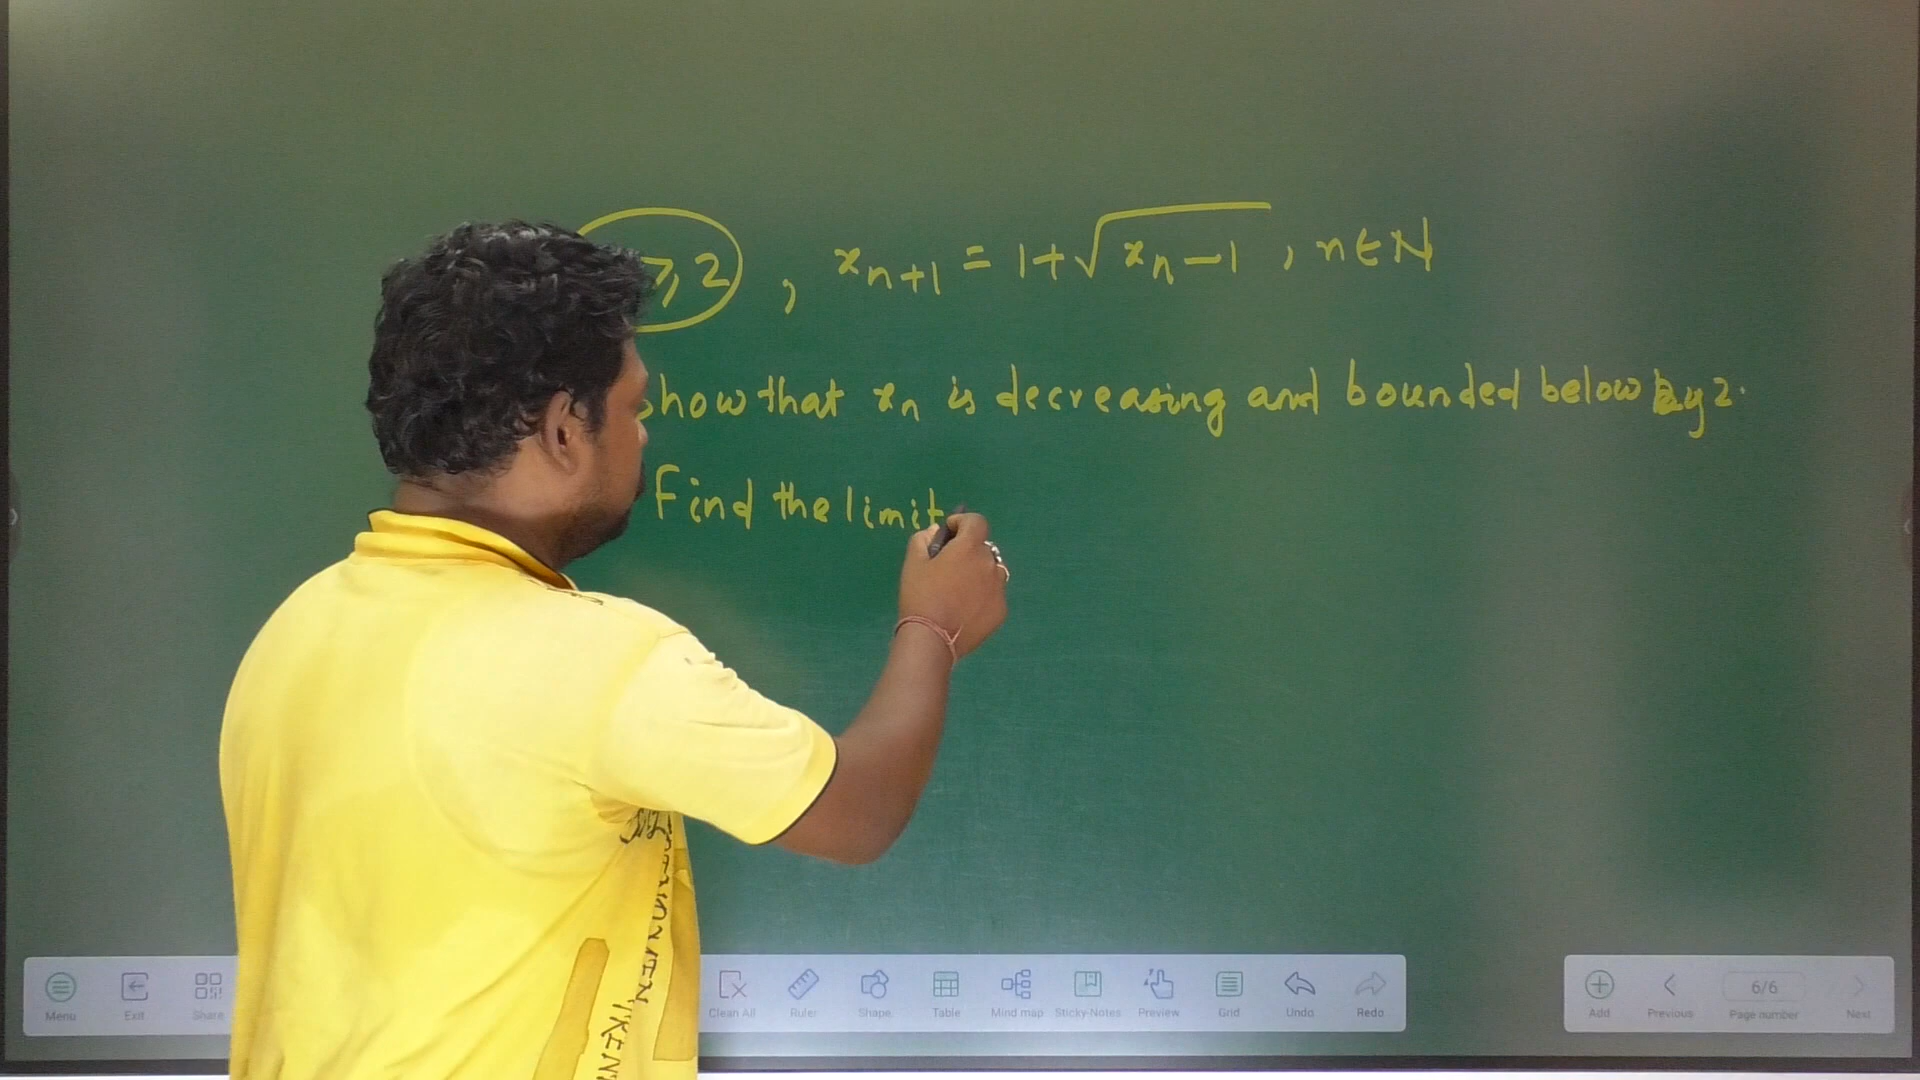 ≥ 2 , xₙ₊₁ = 1+√(xₙ-1) , n∈N
show that xₙ is decreasing and bounded below by 2.
Find the limit
Menu Exit Share Clean All Ruler Shape Table Mind map Sticky-Notes Preview Grid Undo Redo Add Previous 6/6 Page number Next